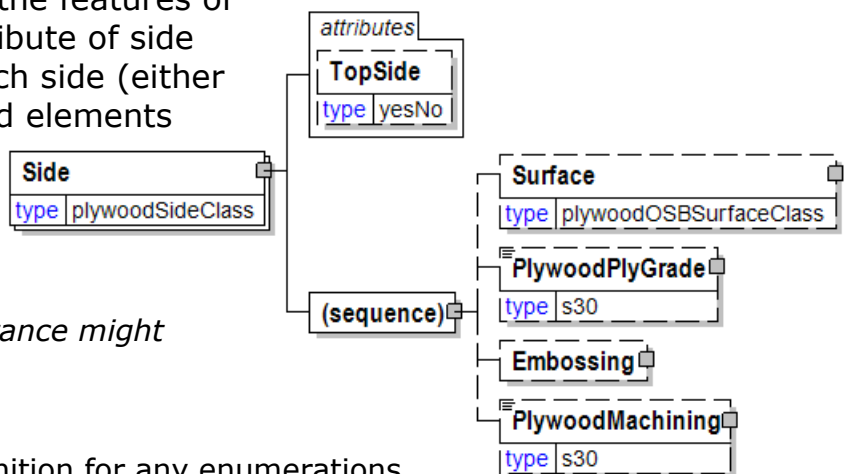 the features of
ibute of side
ch side (either
d elements
attributes
TopSide
type yesNo
Side
type plywoodSideClass
Surface
type plywoodOSBSurfaceClass
PlywoodPlyGrade
type s30
(sequence)
Embossing
PlywoodMachining
type s30
ance might
nition for any enumerations